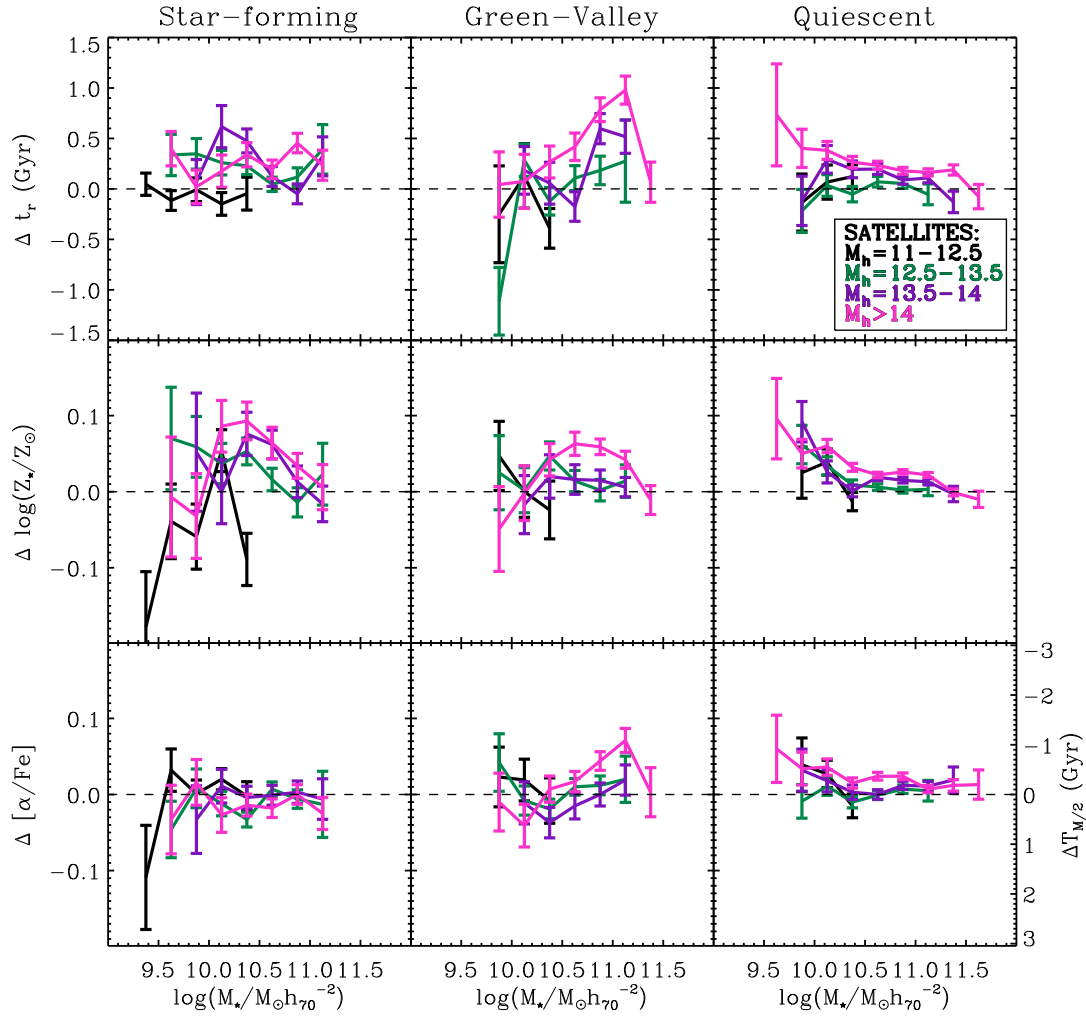 Star−forming Green−Valley Quiescent
1.5
1.0
0.5
0.0
−0.5
−1.0
−1.5
Δ t_r (Gyr)
SATELLITES:
M_h=11−12.5
M_h=12.5−13.5
M_h=13.5−14
M_h>14
0.1
0.0
−0.1
Δ log(Z⋆/Z⊙)
0.1
0.0
−0.1
Δ [α/Fe]
−3
−2
−1
0
1
2
3
ΔT_M/2 (Gyr)
9.5 10.0 10.5 11.0 11.5 9.5 10.0 10.5 11.0 11.5 9.5 10.0 10.5 11.0 11.5
log(M⋆/M⊙h₇₀⁻²) log(M⋆/M⊙h₇₀⁻²) log(M⋆/M⊙h₇₀⁻²)